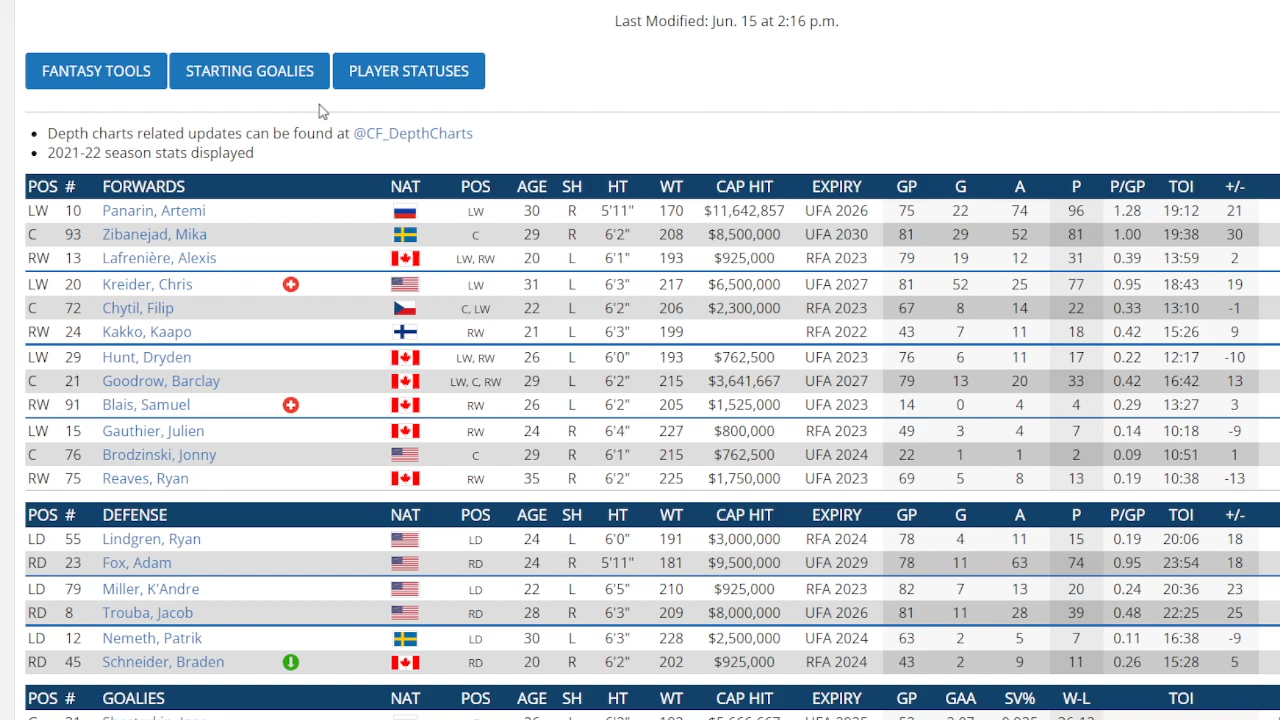 Last Modified: Jun. 15 at 2:16 p.m.
FANTASY TOOLS STARTING GOALIES PLAYER STATUSES
Depth charts related updates can be found at @CF_DepthCharts
2021-22 season stats displayed
POS # FORWARDS NAT POS AGE SH HT WT CAP HIT EXPIRY GP G A P P/GP TOI +/-
LW 10 Panarin, Artemi LW 30 R 5'11" 170 $11,642,857 UFA 2026 75 22 74 96 1.28 19:12 21
C 93 Zibanejad, Mika C 29 R 6'2" 208 $8,500,000 UFA 2030 81 29 52 81 1.00 19:38 30
RW 13 Lafrenière, Alexis LW, RW 20 L 6'1" 193 $925,000 RFA 2023 79 19 12 31 0.39 13:59 2
LW 20 Kreider, Chris LW 31 L 6'3" 217 $6,500,000 UFA 2027 81 52 25 77 0.95 18:43 19
C 72 Chytil, Filip C, LW 22 L 6'2" 206 $2,300,000 RFA 2023 67 8 14 22 0.33 13:10 -1
RW 24 Kakko, Kaapo RW 21 L 6'3" 199 RFA 2022 43 7 11 18 0.42 15:26 9
LW 29 Hunt, Dryden LW, RW 26 L 6'0" 193 $762,500 UFA 2023 76 6 11 17 0.22 12:17 -10
C 21 Goodrow, Barclay LW, C, RW 29 L 6'2" 215 $3,641,667 UFA 2027 79 13 20 33 0.42 16:42 13
RW 91 Blais, Samuel RW 26 L 6'2" 205 $1,525,000 UFA 2023 14 0 4 4 0.29 13:27 3
LW 15 Gauthier, Julien RW 24 R 6'4" 227 $800,000 RFA 2023 49 3 4 7 0.14 10:18 -9
C 76 Brodzinski, Jonny C 29 R 6'1" 215 $762,500 UFA 2024 22 1 1 2 0.09 10:51 1
RW 75 Reaves, Ryan RW 35 R 6'2" 225 $1,750,000 UFA 2023 69 5 8 13 0.19 10:38 -13
POS # DEFENSE NAT POS AGE SH HT WT CAP HIT EXPIRY GP G A P P/GP TOI +/-
LD 55 Lindgren, Ryan LD 24 L 6'0" 191 $3,000,000 RFA 2024 78 4 11 15 0.19 20:06 18
RD 23 Fox, Adam RD 24 R 5'11" 181 $9,500,000 UFA 2029 78 11 63 74 0.95 23:54 18
LD 79 Miller, K'Andre LD 22 L 6'5" 210 $925,000 RFA 2023 82 7 13 20 0.24 20:36 23
RD 8 Trouba, Jacob RD 28 R 6'3" 209 $8,000,000 UFA 2026 81 11 28 39 0.48 22:25 25
LD 12 Nemeth, Patrik LD 30 L 6'3" 228 $2,500,000 UFA 2024 63 2 5 7 0.11 16:38 -9
RD 45 Schneider, Braden RD 20 R 6'2" 202 $925,000 RFA 2024 43 2 9 11 0.26 15:28 5
POS # GOALIES NAT POS AGE SH HT WT CAP HIT EXPIRY GP GAA SV% W-L TOI